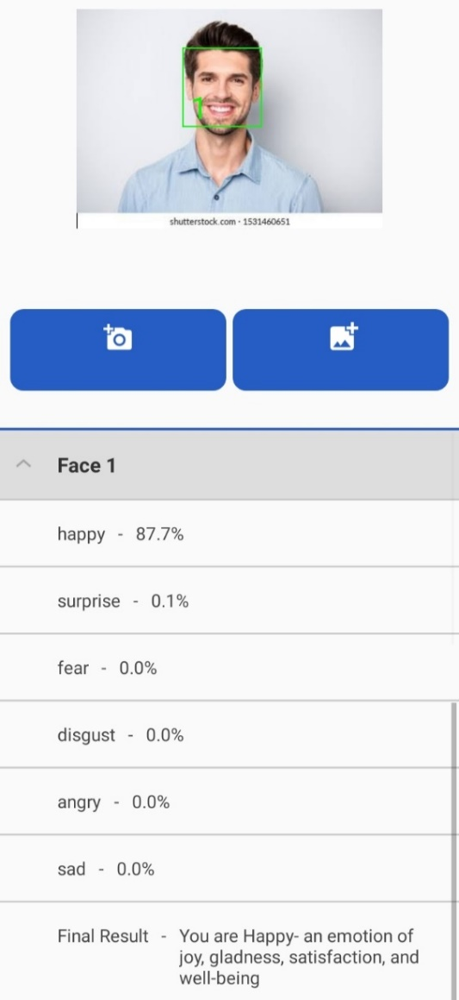 1
shutterstock.com · 1531460651
Face 1
happy - 87.7%
surprise - 0.1%
fear - 0.0%
disgust - 0.0%
angry - 0.0%
sad - 0.0%
Final Result - You are Happy- an emotion of
joy, gladness, satisfaction, and
well-being